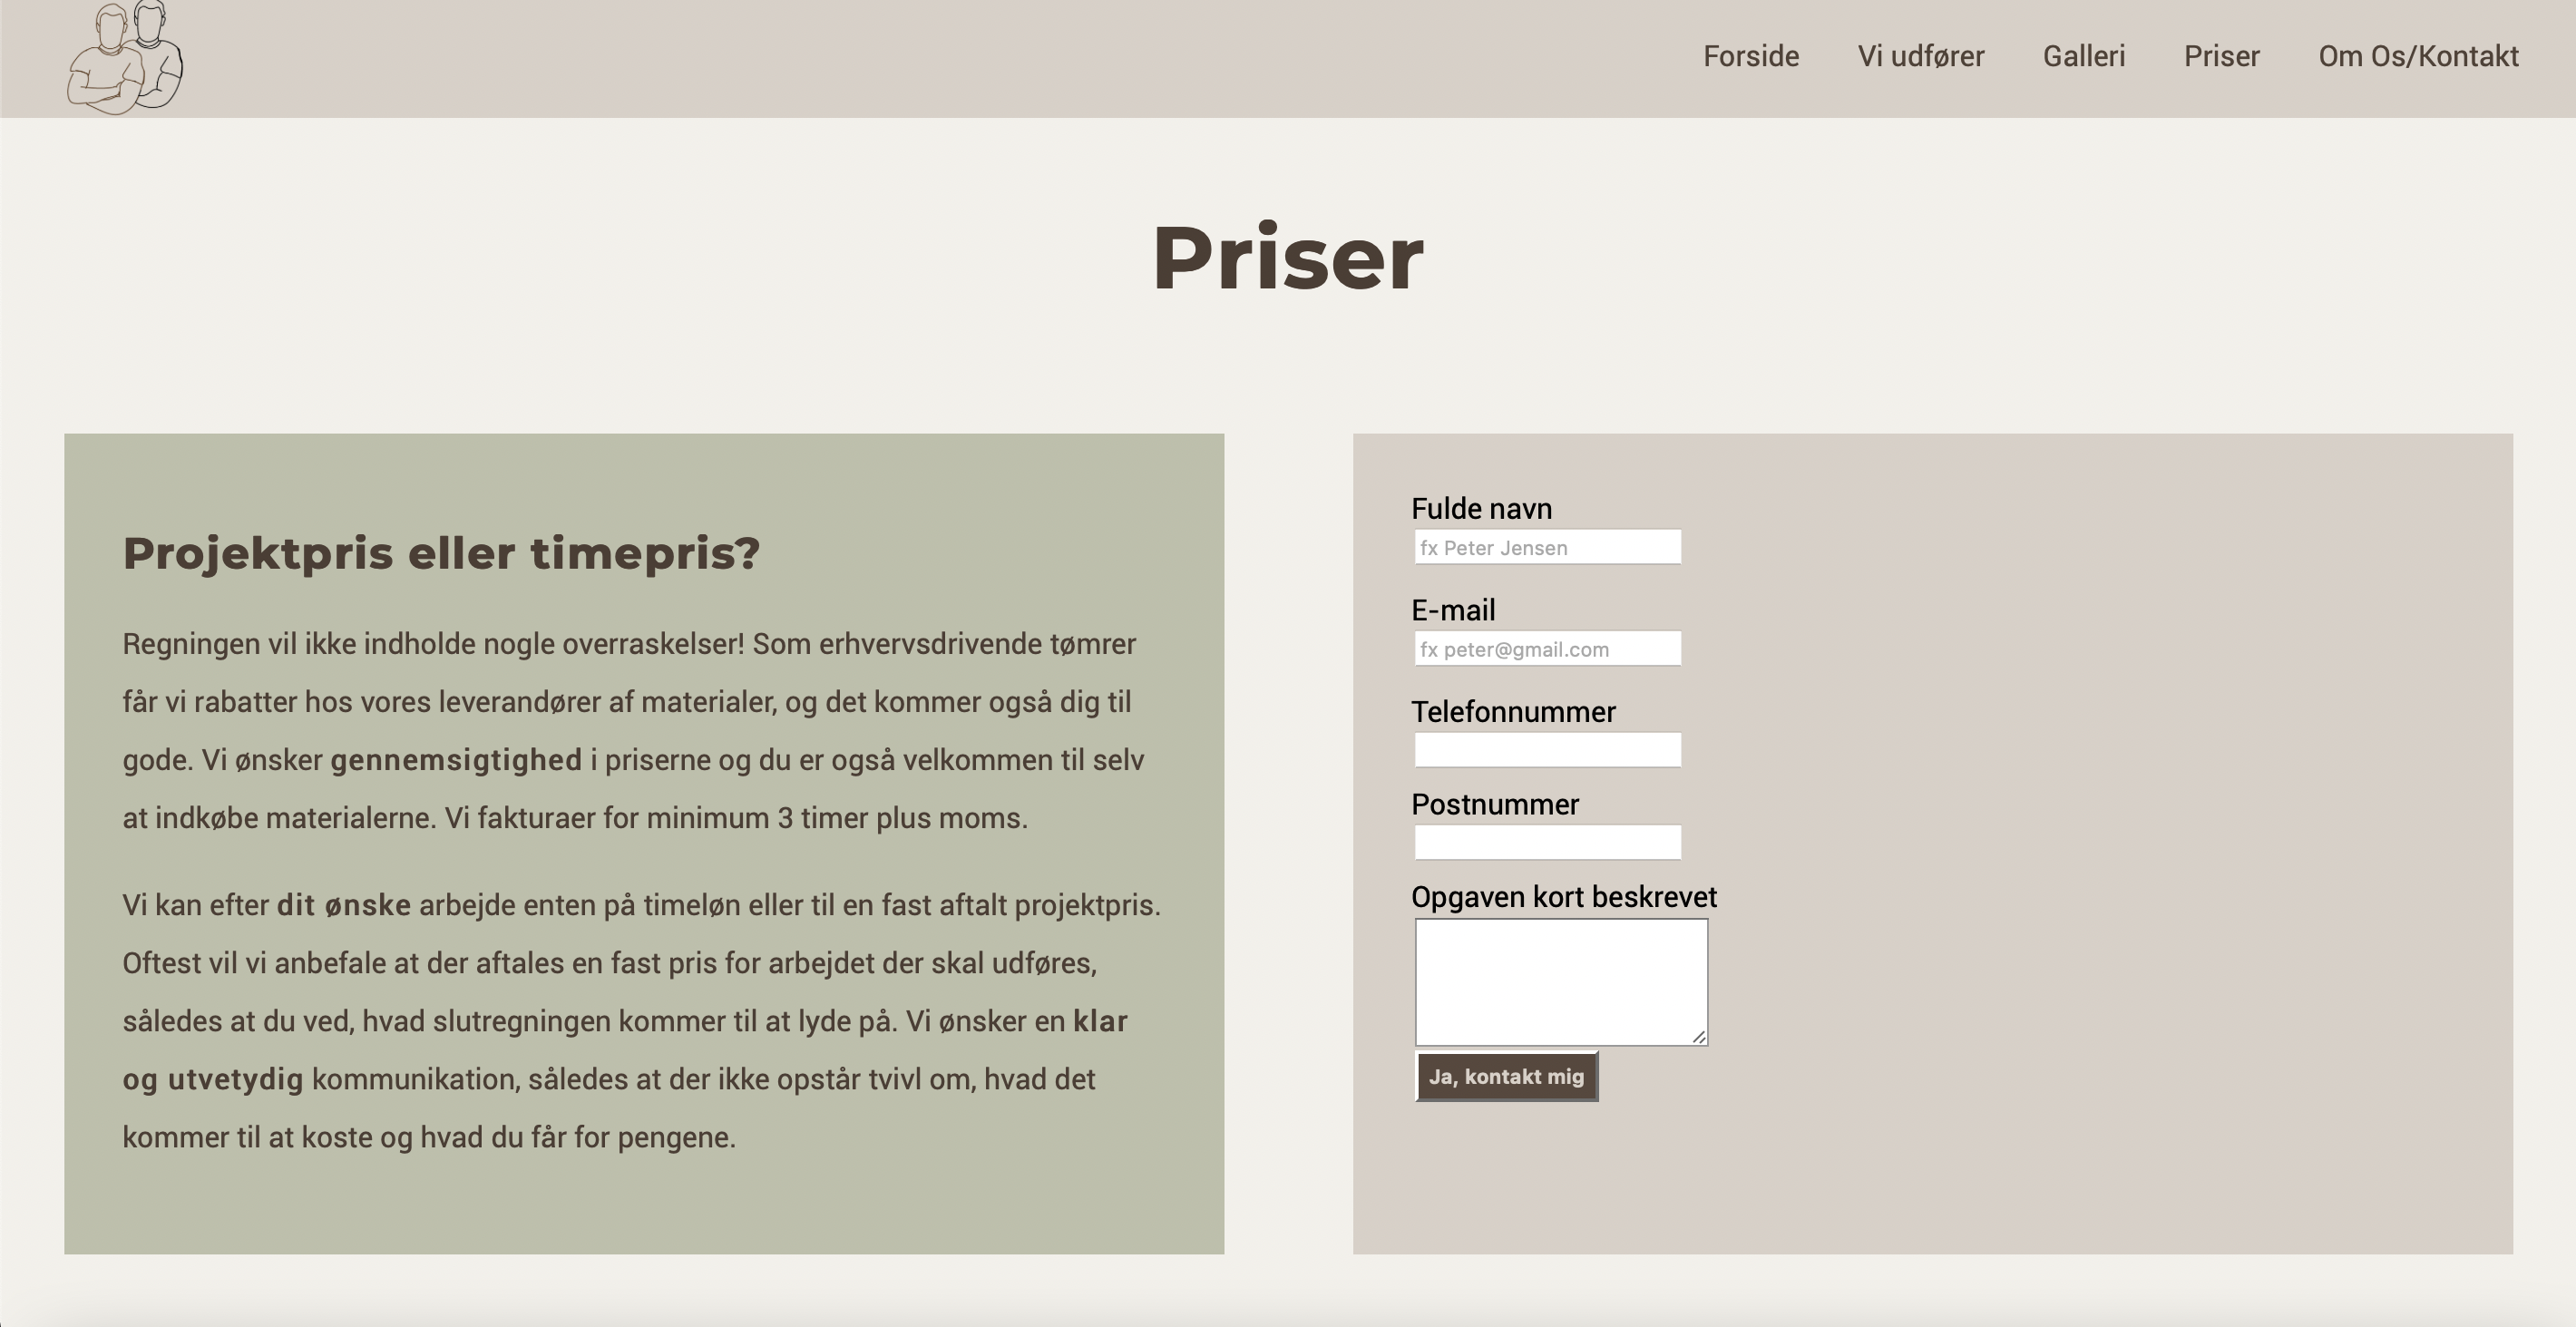 Forside Vi udfører Galleri Priser Om Os/Kontakt
Priser
Projektpris eller timepris?
Regningen vil ikke indholde nogle overraskelser! Som erhvervsdrivende tømrer
får vi rabatter hos vores leverandører af materialer, og det kommer også dig til
gode. Vi ønsker gennemsigtighed i priserne og du er også velkommen til selv
at indkøbe materialerne. Vi fakturaer for minimum 3 timer plus moms.
Vi kan efter dit ønske arbejde enten på timeløn eller til en fast aftalt projektpris.
Oftest vil vi anbefale at der aftales en fast pris for arbejdet der skal udføres,
således at du ved, hvad slutregningen kommer til at lyde på. Vi ønsker en klar
og utvetydig kommunikation, således at der ikke opstår tvivl om, hvad det
kommer til at koste og hvad du får for pengene.
Fulde navn
fx Peter Jensen
E-mail
fx peter@gmail.com
Telefonnummer
Postnummer
Opgaven kort beskrevet
Ja, kontakt mig